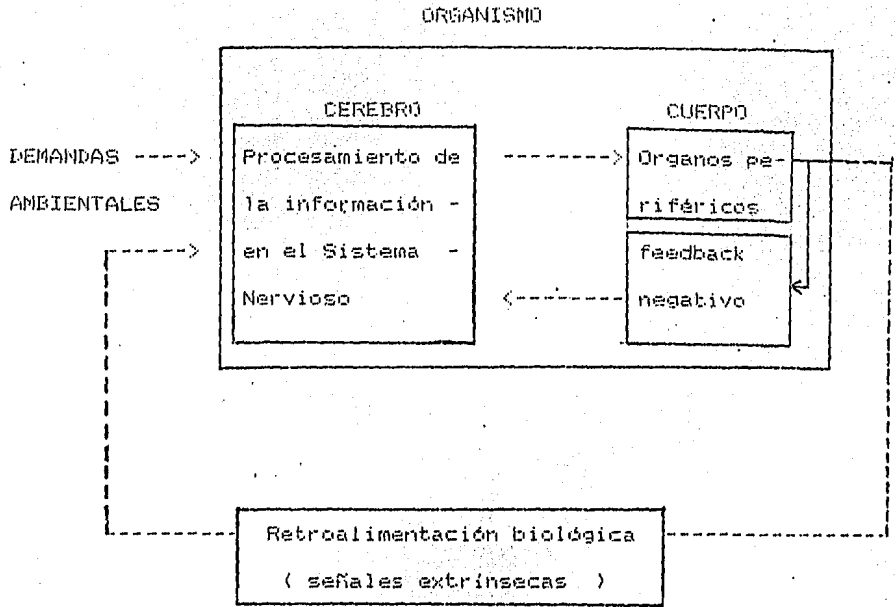 ORGANISMO
CEREBRO
CUERPO
DEMANDAS ----> Procesamiento de -----> Organos pe-
AMBIENTALES la información - riféricos
----> en el Sistema - feedback
Nervioso <------ negativo
Retroalimentación biológica
( señales extrínsecas )